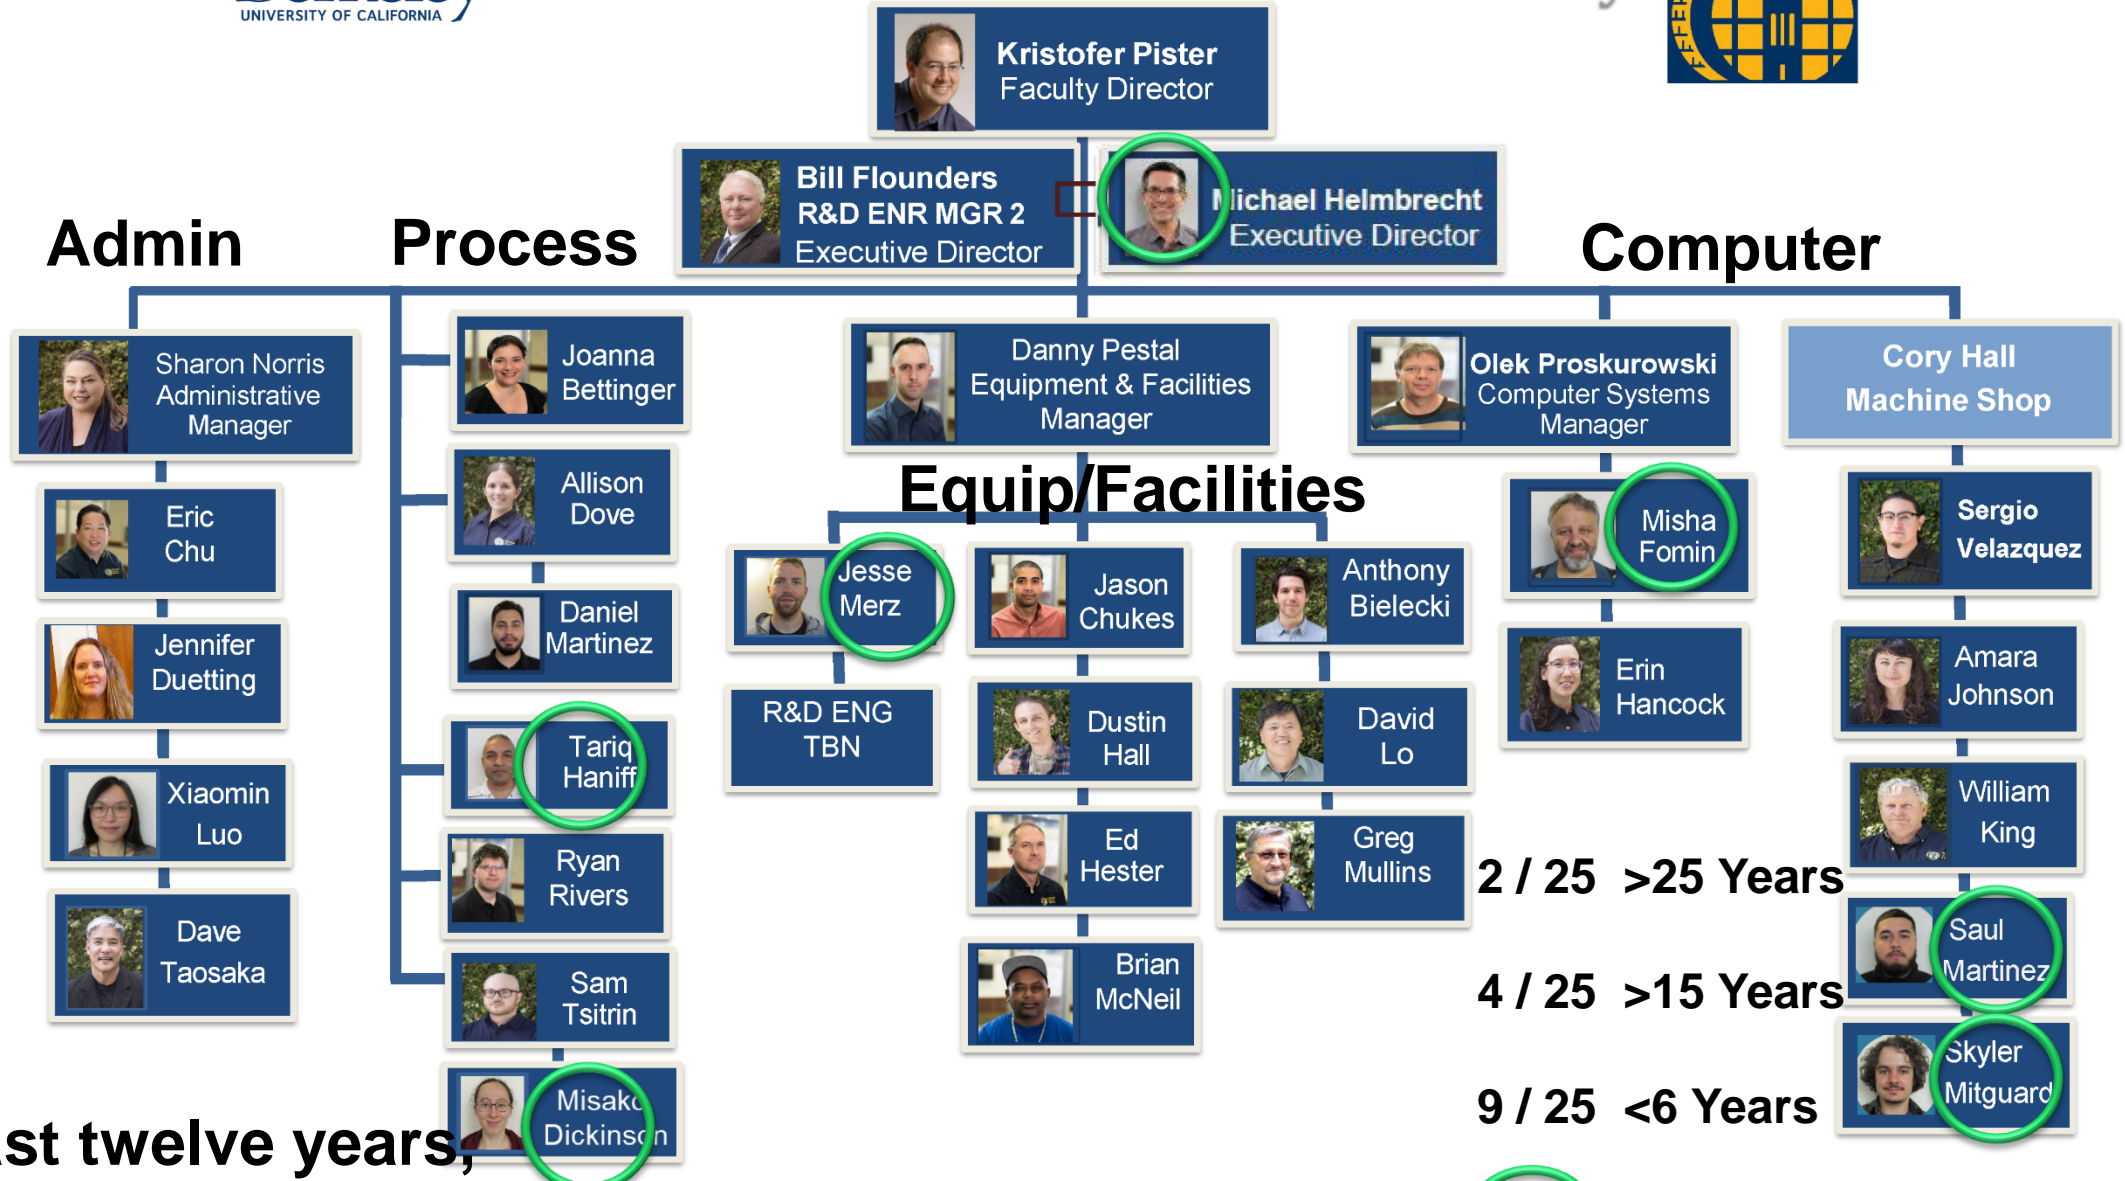 UNIVERSITY OF CALIFORNIA
Kristofer Pister
Faculty Director
Bill Flounders
R&D ENR MGR 2
Executive Director
Michael Helmbrecht
Executive Director
Admin
Process
Computer
Sharon Norris
Administrative
Manager
Eric
Chu
Jennifer
Duetting
Xiaomin
Luo
Dave
Taosaka
Joanna
Bettinger
Allison
Dove
Daniel
Martinez
Tariq
Haniff
Ryan
Rivers
Sam
Tsitrin
Misako
Dickinson
Danny Pestal
Equipment & Facilities
Manager
Equip/Facilities
Jesse
Merz
R&D ENG
TBN
Jason
Chukes
Dustin
Hall
Ed
Hester
Brian
McNeil
Anthony
Bielecki
David
Lo
Greg
Mullins
Olek Proskurowski
Computer Systems
Manager
Misha
Fomin
Erin
Hancock
Cory Hall
Machine Shop
Sergio
Velazquez
Amara
Johnson
William
King
Saul
Martinez
Skyler
Mitguard
2 / 25 >25 Years
4 / 25 >15 Years
9 / 25 <6 Years
st twelve years,